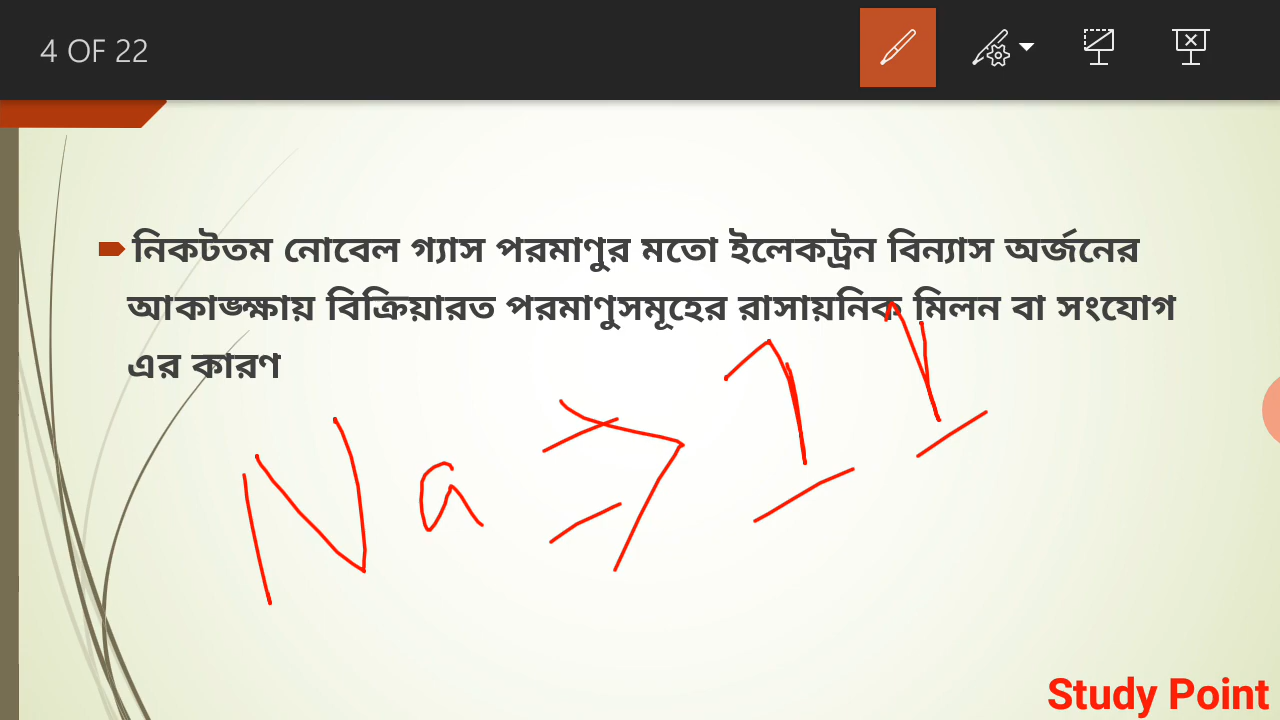 4 OF 22
নিকটতম নোবেল গ্যাস পরমাণুর মতো ইলেকট্রন বিন্যাস অর্জনের
আকাঙ্ক্ষায় বিক্রিয়ারত পরমাণুসমূহের রাসায়নিক মিলন বা সংযোগ
এর কারণ
Na ⇒ 11
Study Point